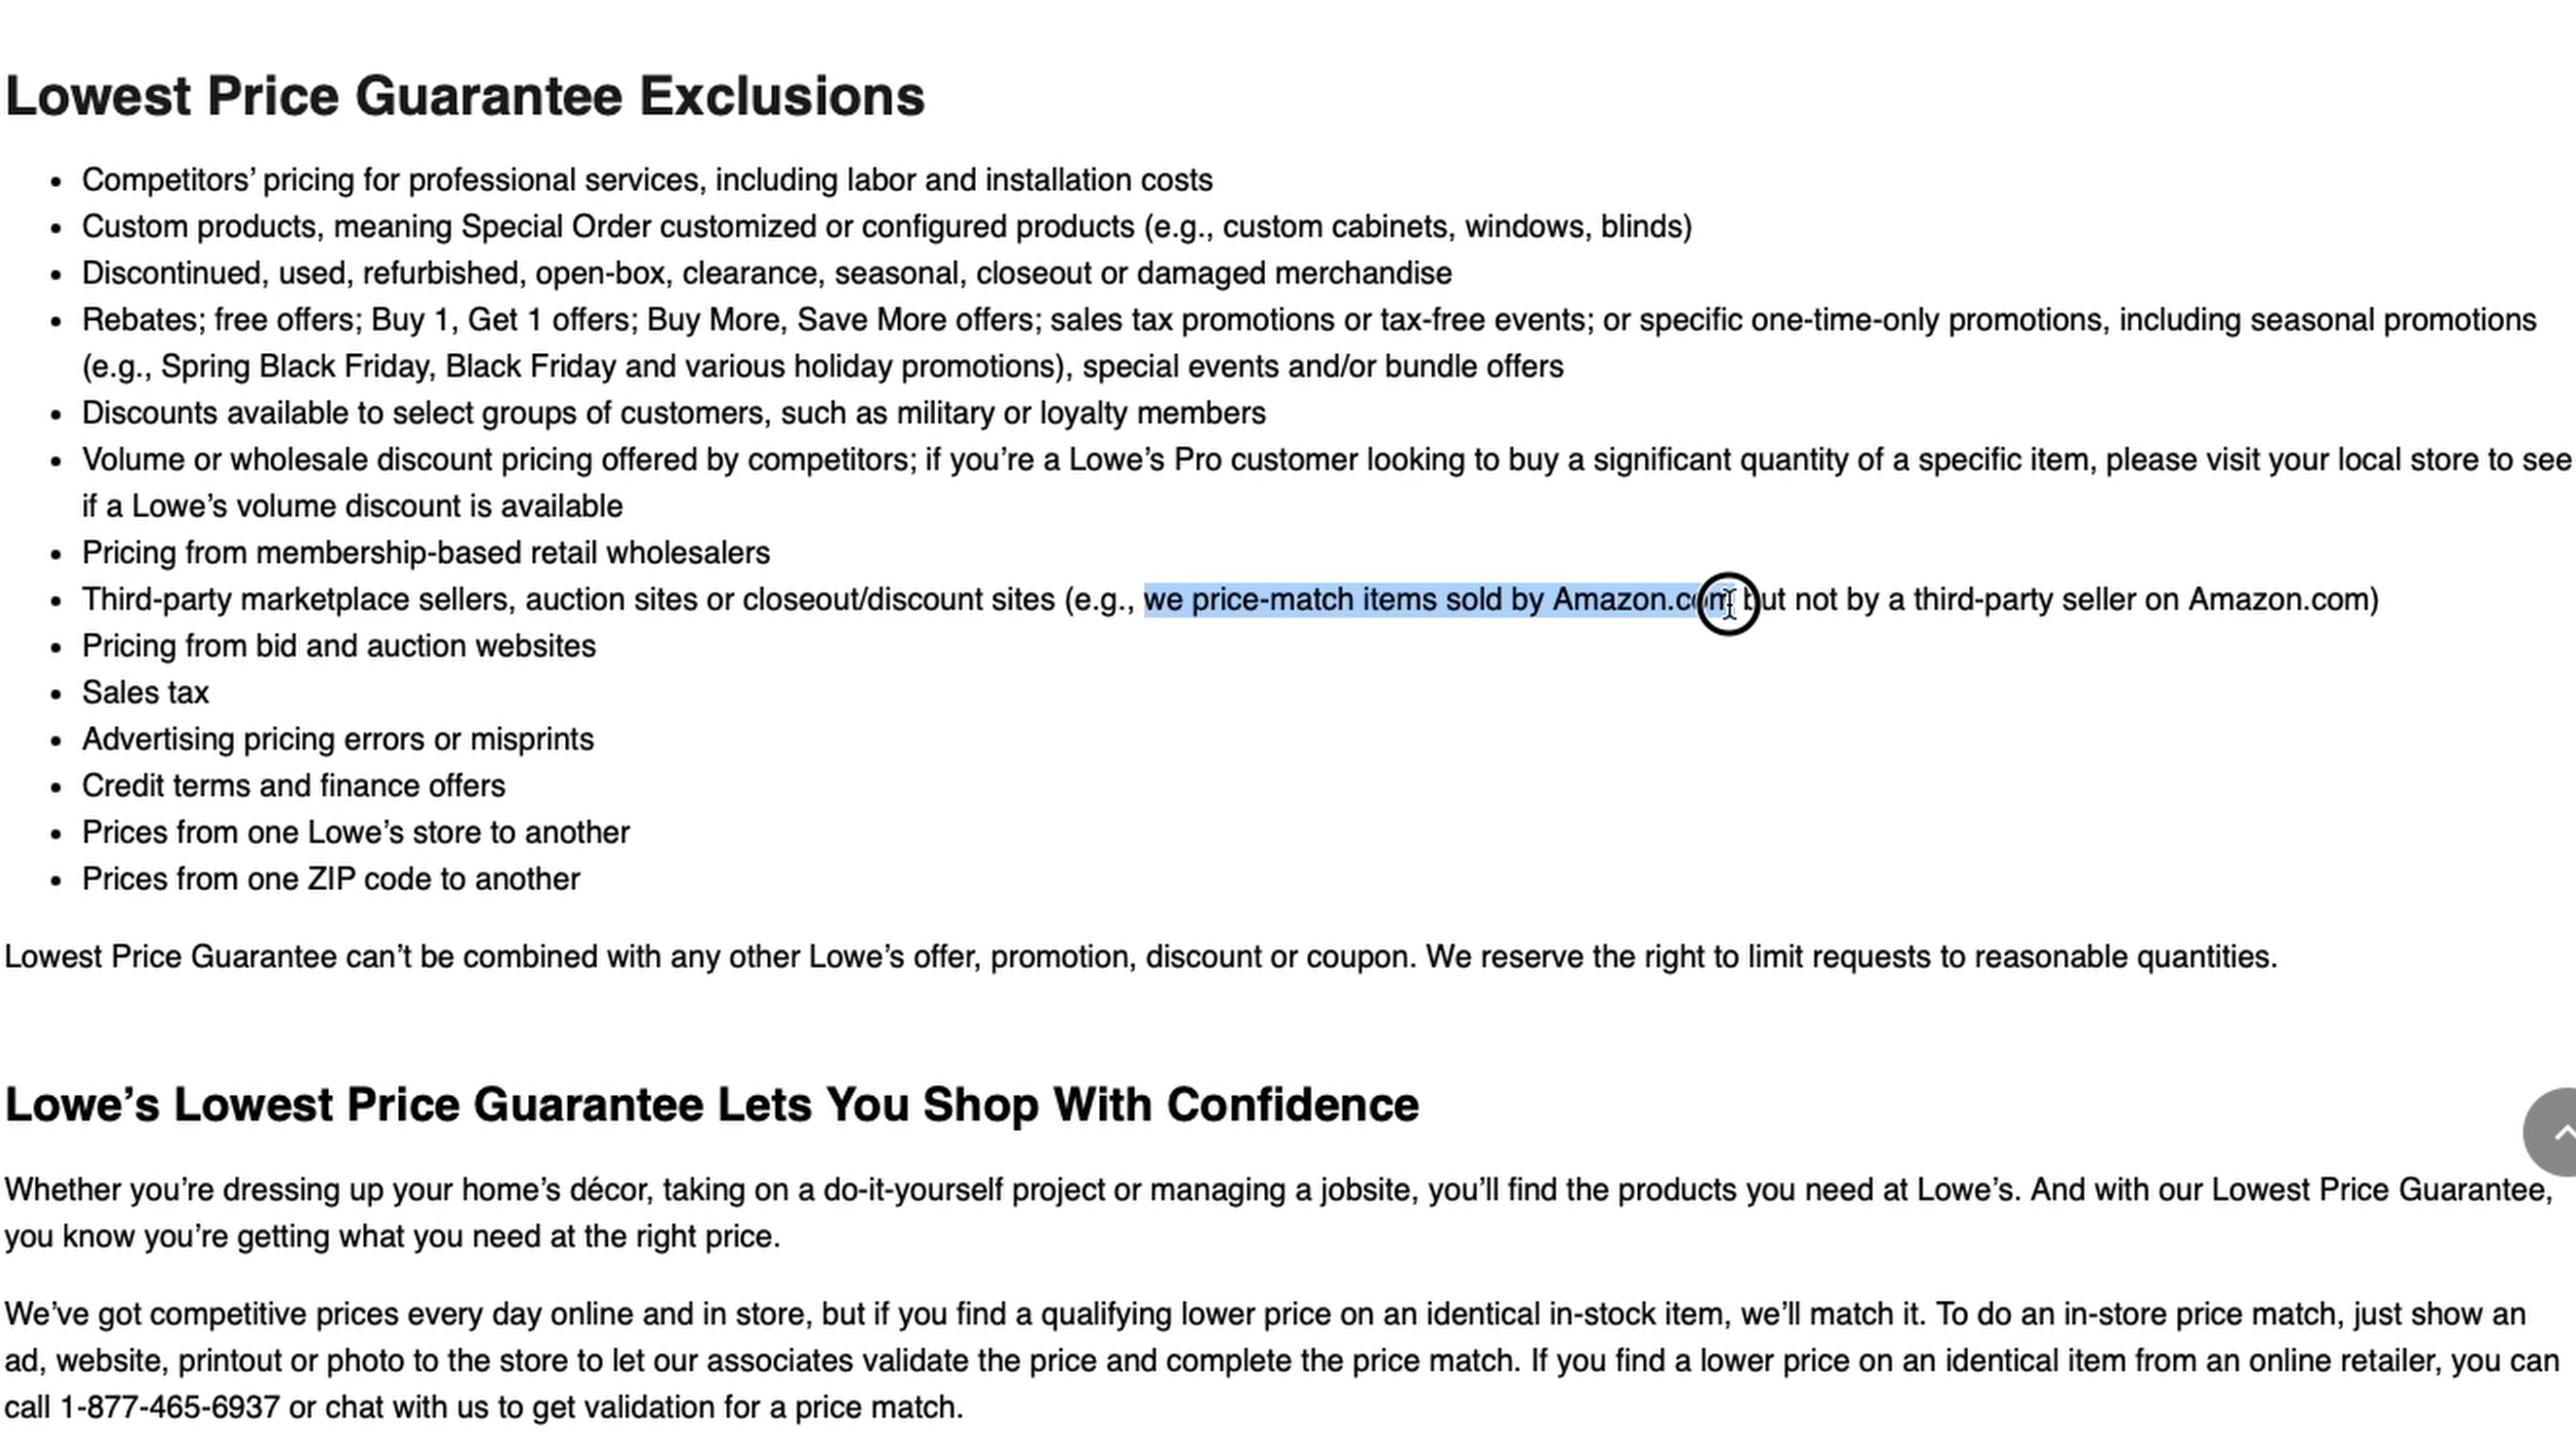 Lowest Price Guarantee Exclusions
• Competitors’ pricing for professional services, including labor and installation costs
• Custom products, meaning Special Order customized or configured products (e.g., custom cabinets, windows, blinds)
• Discontinued, used, refurbished, open-box, clearance, seasonal, closeout or damaged merchandise
• Rebates; free offers; Buy 1, Get 1 offers; Buy More, Save More offers; sales tax promotions or tax-free events; or specific one-time-only promotions, including seasonal promotions
(e.g., Spring Black Friday, Black Friday and various holiday promotions), special events and/or bundle offers
• Discounts available to select groups of customers, such as military or loyalty members
• Volume or wholesale discount pricing offered by competitors; if you’re a Lowe’s Pro customer looking to buy a significant quantity of a specific item, please visit your local store to see
if a Lowe’s volume discount is available
• Pricing from membership-based retail wholesalers
• Third-party marketplace sellers, auction sites or closeout/discount sites (e.g., we price-match items sold by Amazon.com but not by a third-party seller on Amazon.com)
• Pricing from bid and auction websites
• Sales tax
• Advertising pricing errors or misprints
• Credit terms and finance offers
• Prices from one Lowe’s store to another
• Prices from one ZIP code to another
Lowest Price Guarantee can’t be combined with any other Lowe’s offer, promotion, discount or coupon. We reserve the right to limit requests to reasonable quantities.
Lowe’s Lowest Price Guarantee Lets You Shop With Confidence
Whether you’re dressing up your home’s décor, taking on a do-it-yourself project or managing a jobsite, you’ll find the products you need at Lowe’s. And with our Lowest Price Guarantee,
you know you’re getting what you need at the right price.
We’ve got competitive prices every day online and in store, but if you find a qualifying lower price on an identical in-stock item, we’ll match it. To do an in-store price match, just show an
ad, website, printout or photo to the store to let our associates validate the price and complete the price match. If you find a lower price on an identical item from an online retailer, you can
call 1-877-465-6937 or chat with us to get validation for a price match.